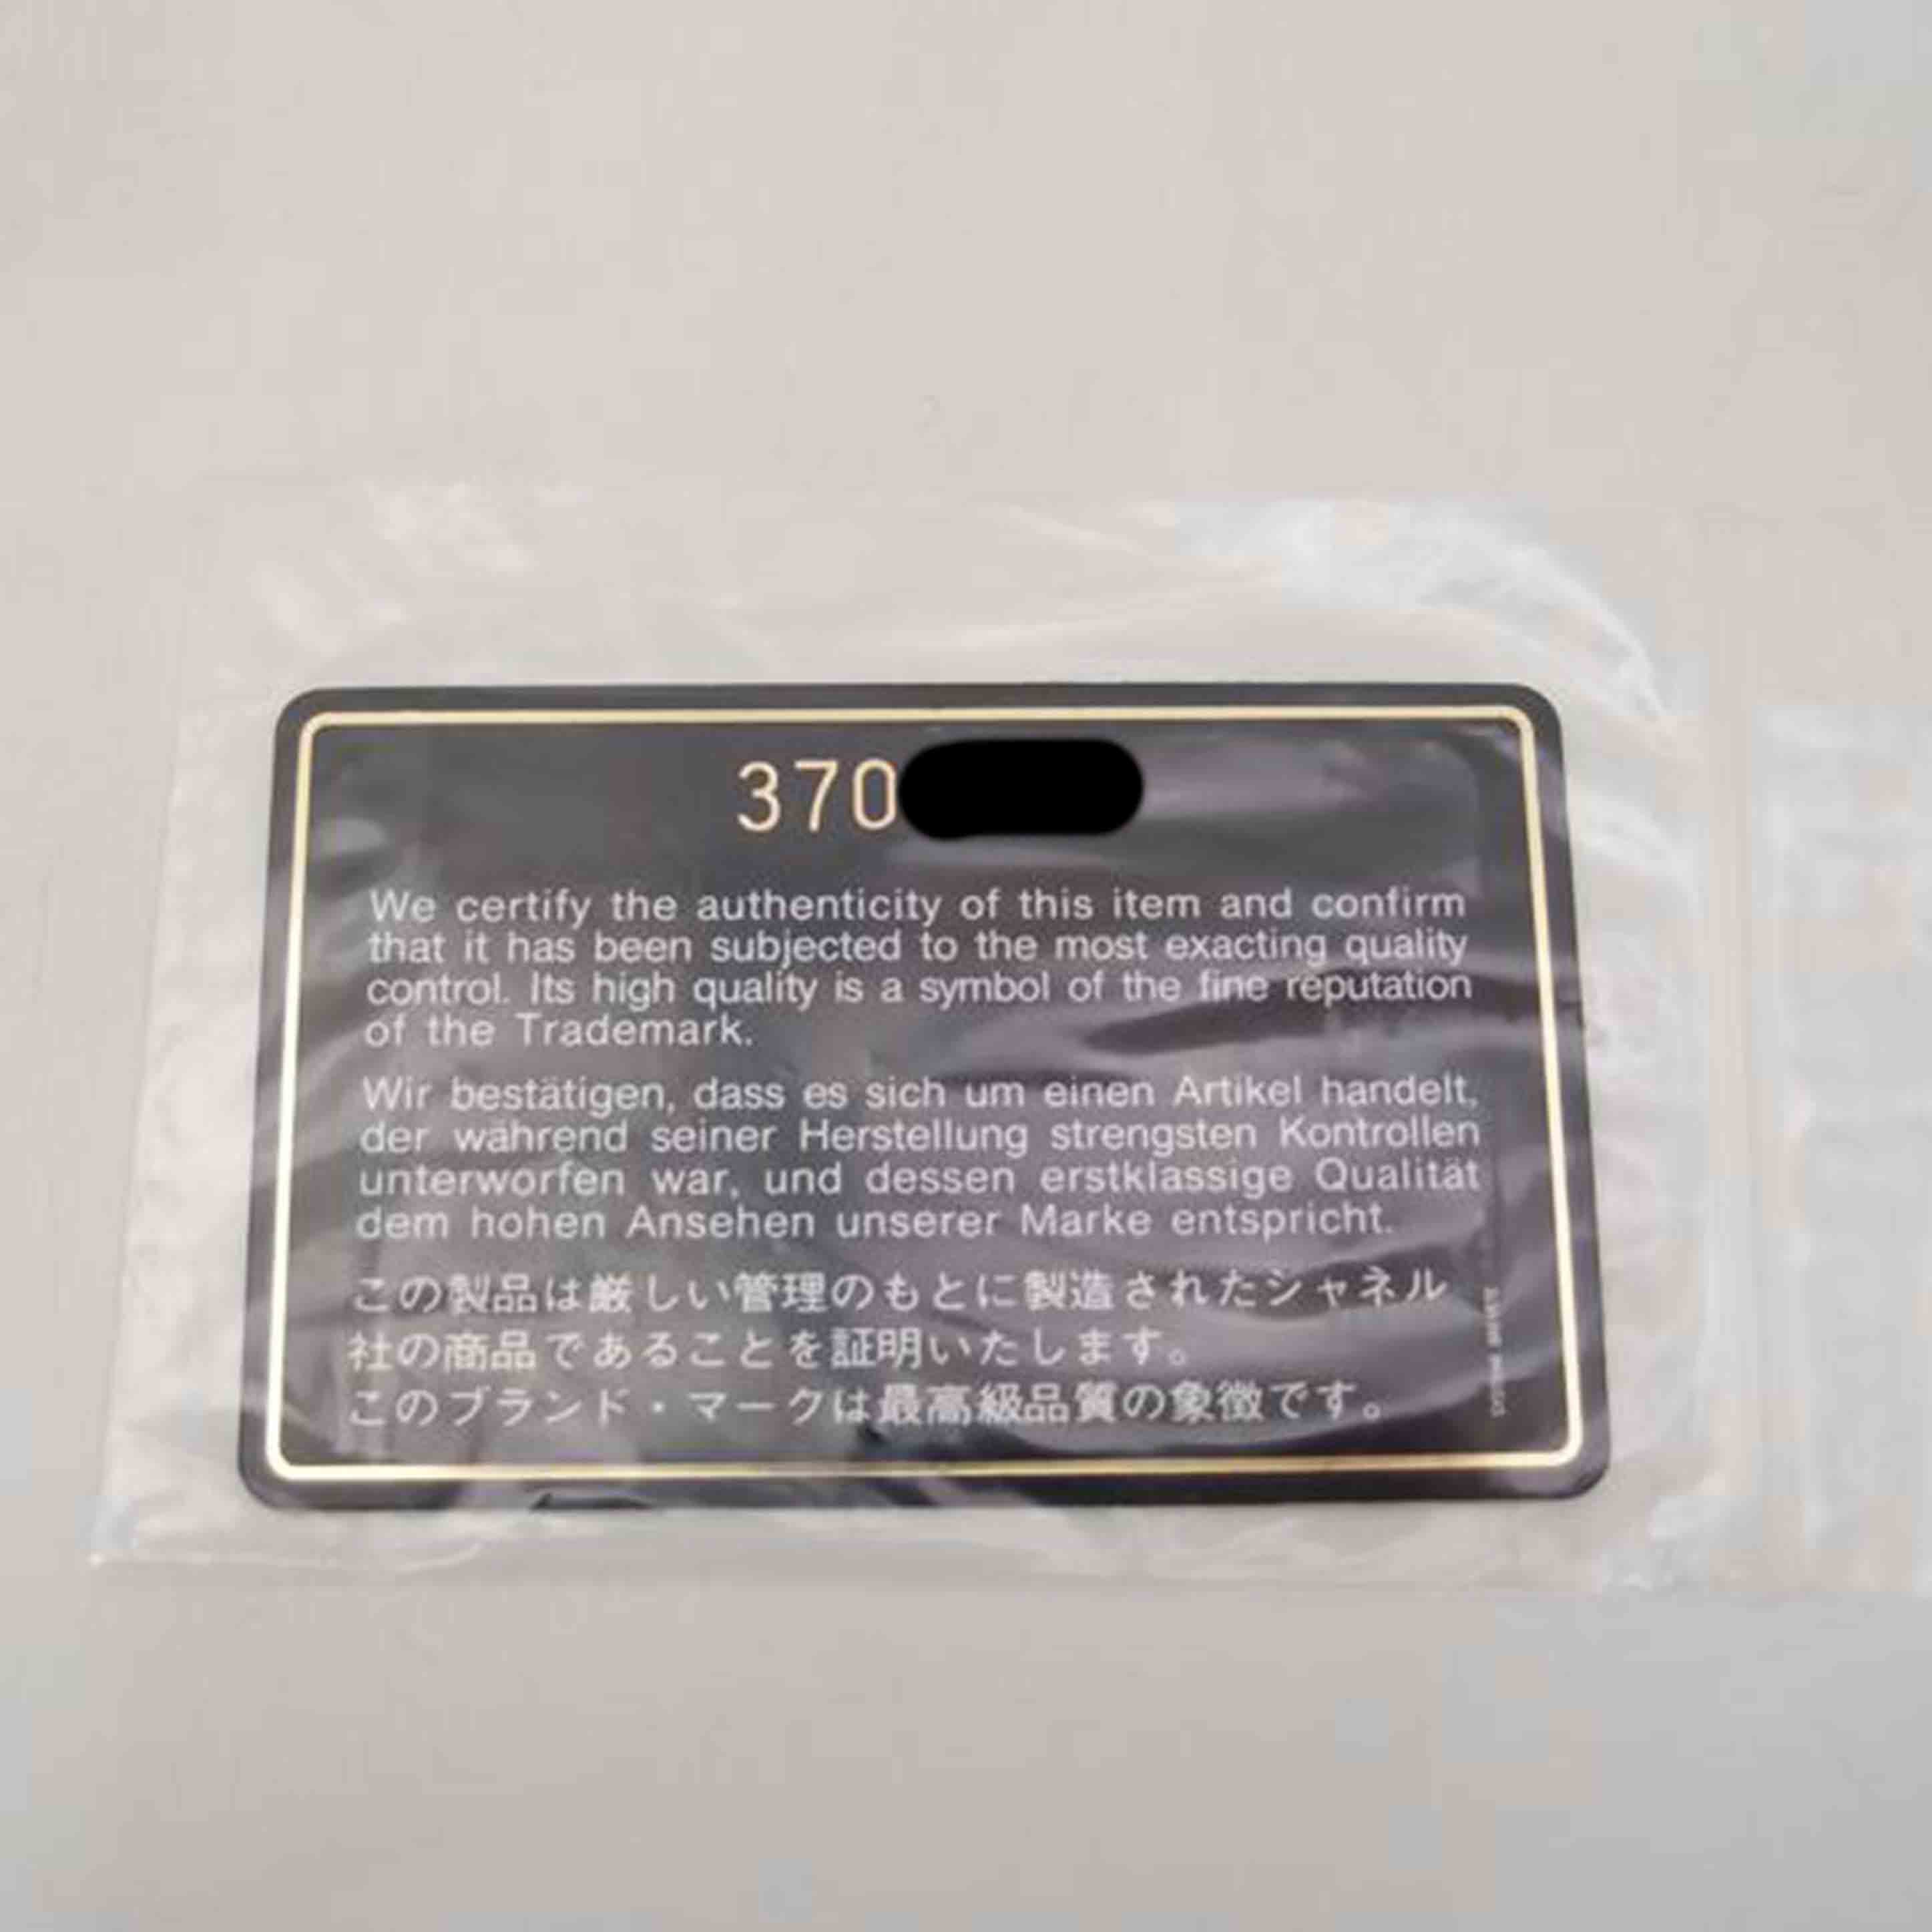 370
We certify the authenticity of this item and confirm
that it has been subjected to the most exacting quality
control. Its high quality is a symbol of the fine reputation
of the Trademark.
Wir bestätigen, dass es sich um einen Artikel handelt,
der während seiner Herstellung strengsten Kontrollen
unterworfen war, und dessen erstklassige Qualität
dem hohen Ansehen unserer Marke entspricht.
この製品は厳しい管理のもとに製造されたシャネル
社の商品であることを証明いたします。
このブランド・マークは最高級品質の象徴です。